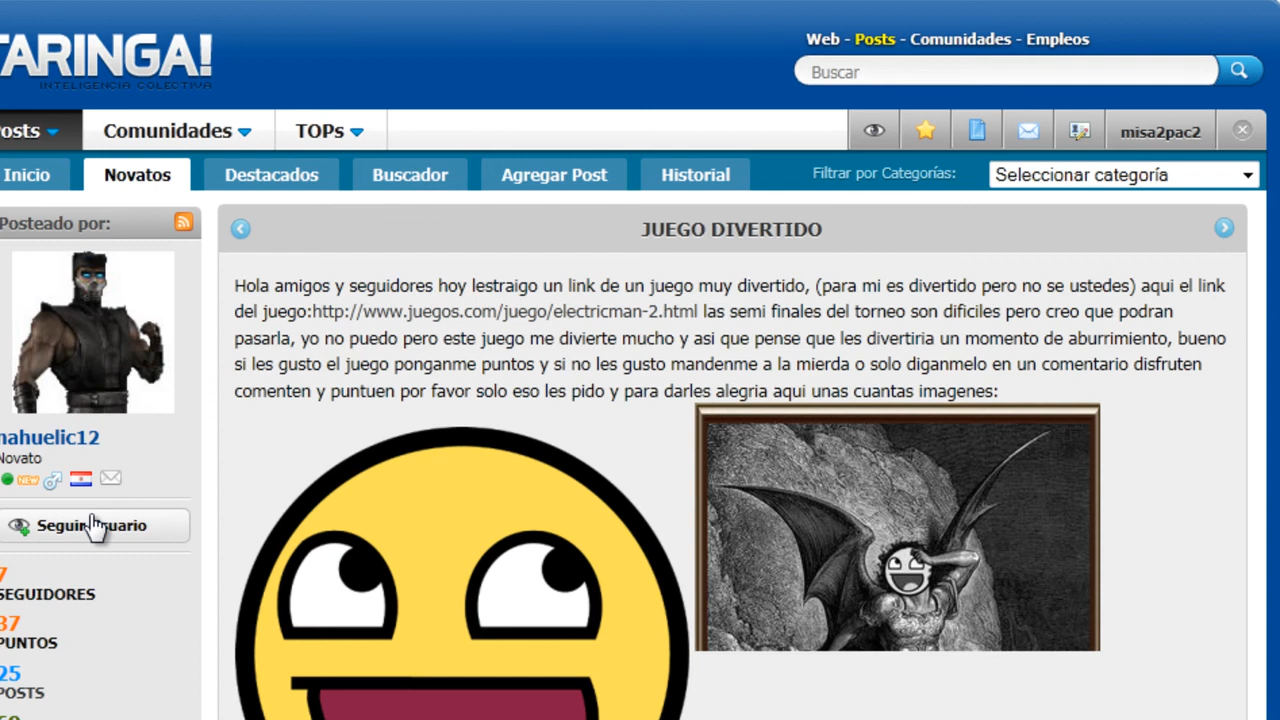 TARINGA!
INTELIGENCIA COLECTIVA
Web - Posts - Comunidades - Empleos
Buscar
osts
Comunidades
TOPs
misa2pac2
Inicio
Novatos
Destacados
Buscador
Agregar Post
Historial
Filtrar por Categorías:
Seleccionar categoría
Posteado por:
JUEGO DIVERTIDO
Hola amigos y seguidores hoy lestraigo un link de un juego muy divertido, (para mi es divertido pero no se ustedes) aqui el link
del juego:http://www.juegos.com/juego/electricman-2.html las semi finales del torneo son dificiles pero creo que podran
pasarla, yo no puedo pero este juego me divierte mucho y asi que pense que les divertiria un momento de aburrimiento, bueno
si les gusto el juego ponganme puntos y si no les gusto mandenme a la mierda o solo diganmelo en un comentario disfruten
comenten y puntuen por favor solo eso les pido y para darles alegria aqui unas cuantas imagenes:
nahuelic12
Novato
NEW
Seguir usuario
7
SEGUIDORES
37
PUNTOS
25
POSTS